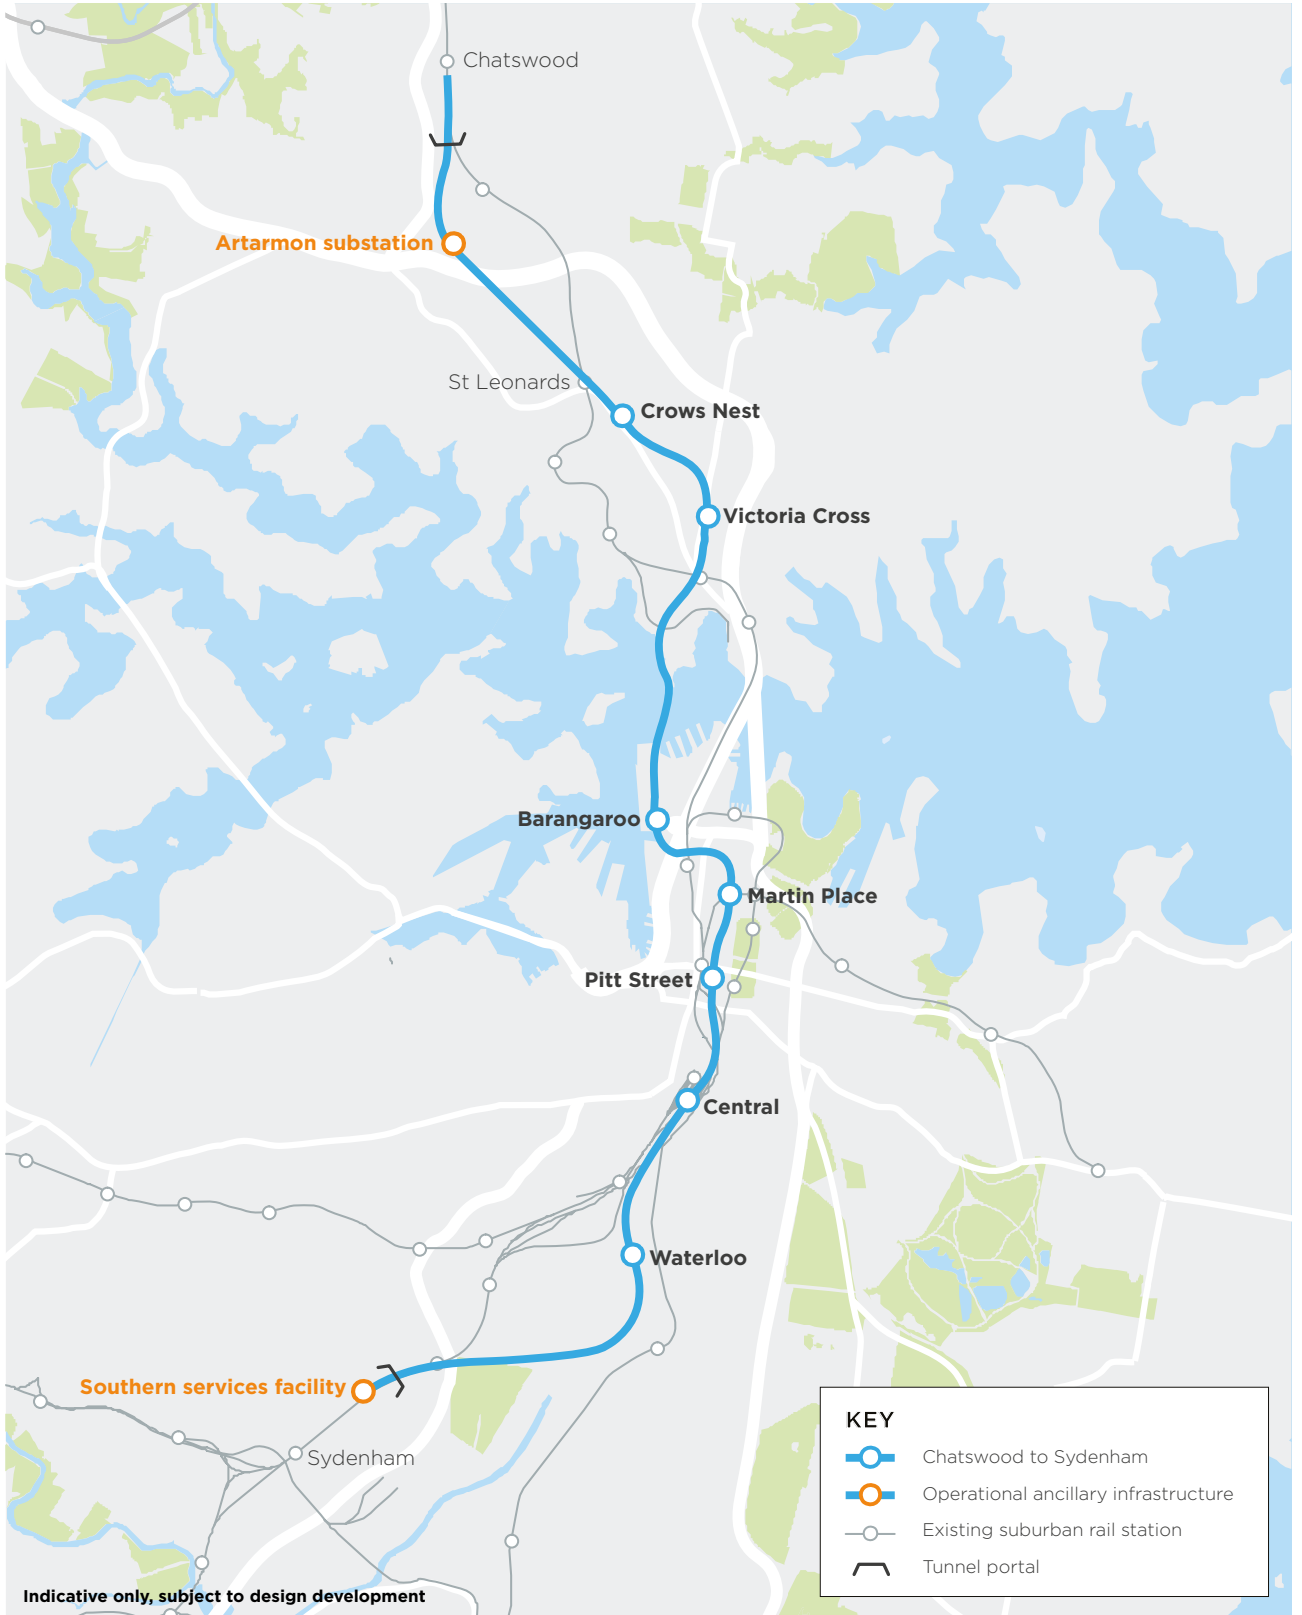 Chatswood
Artarmon substation
St Leonards
Crows Nest
Victoria Cross
Barangaroo
Martin Place
Pitt Street
Central
Waterloo
Southern services facility
Sydenham
KEY
Chatswood to Sydenham
Operational ancillary infrastructure
Existing suburban rail station
Tunnel portal
Indicative only, subject to design development